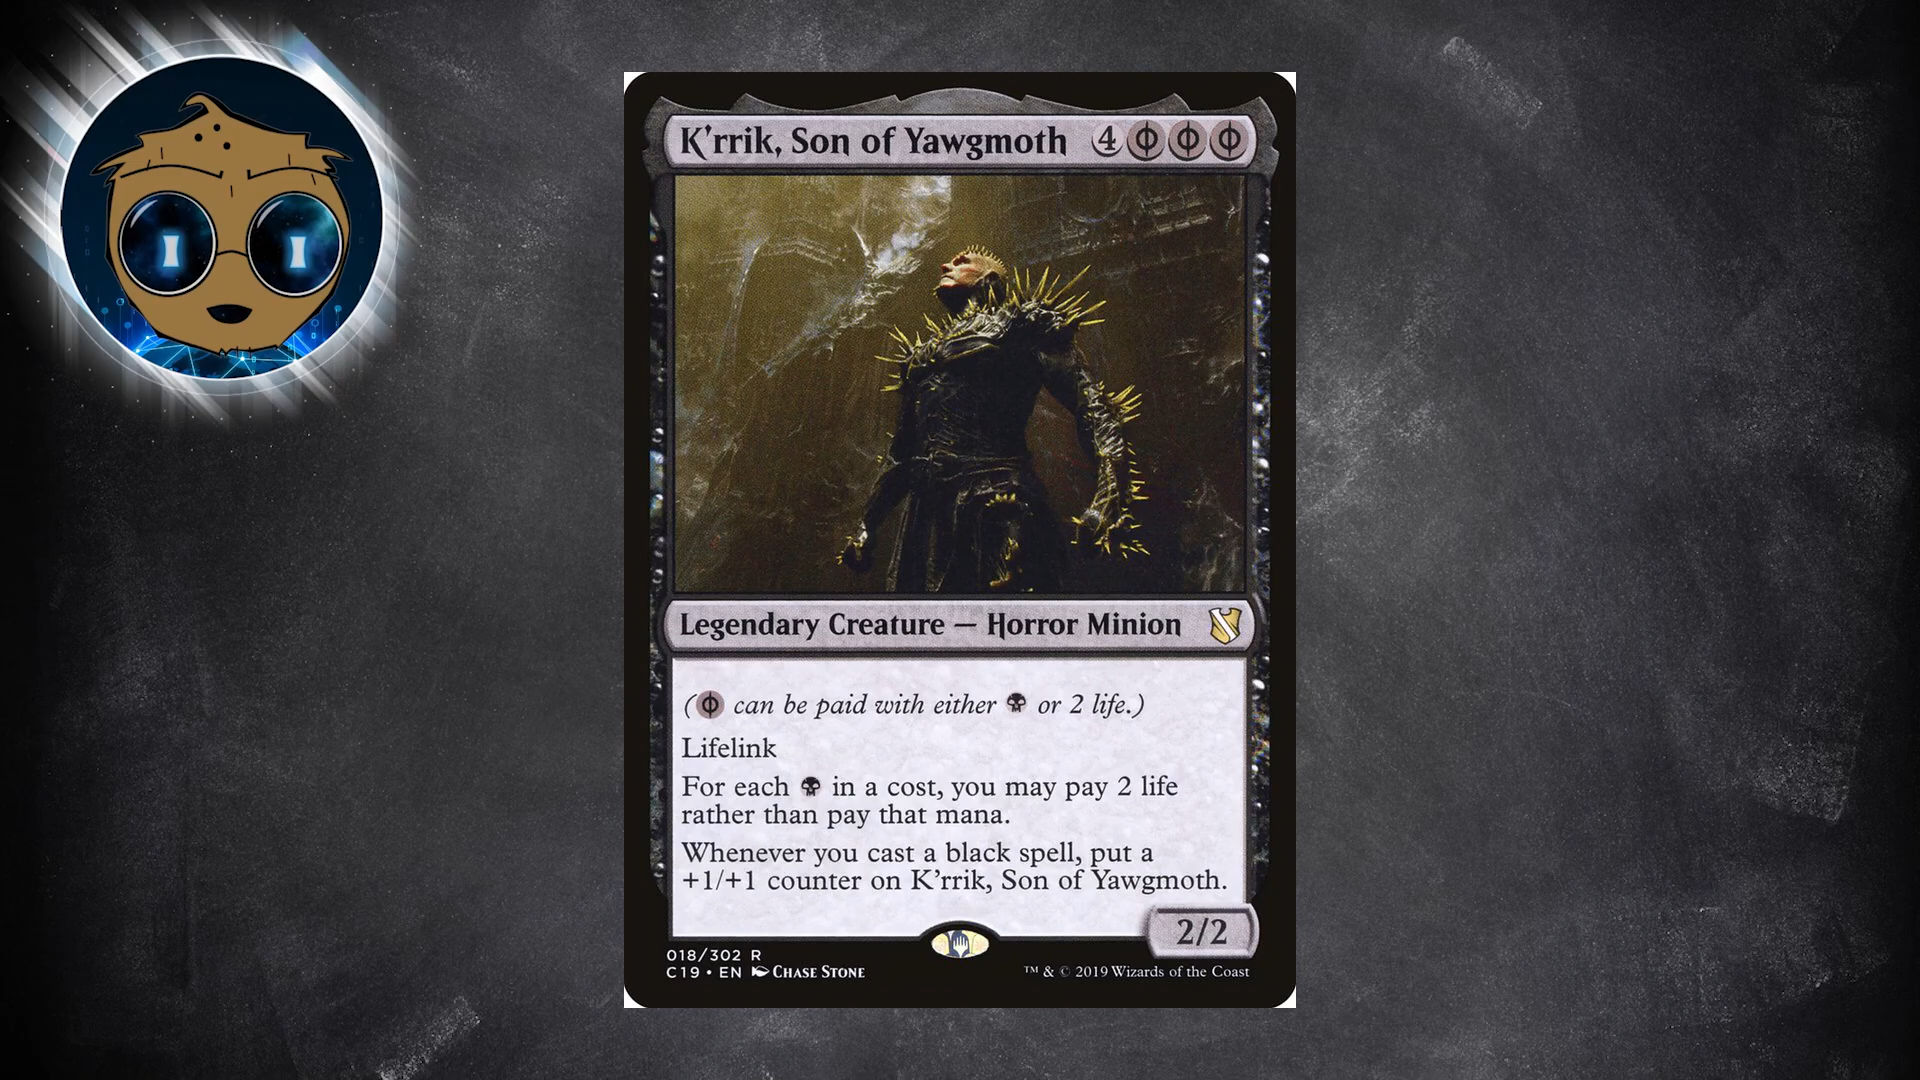 K'rrik, Son of Yawgmoth 4
Legendary Creature — Horror Minion
( can be paid with either or 2 life.)
Lifelink
For each in a cost, you may pay 2 life
rather than pay that mana.
Whenever you cast a black spell, put a
+1/+1 counter on K'rrik, Son of Yawgmoth.
2/2
018/302 R
C19 • EN Chase Stone
™ & © 2019 Wizards of the Coast